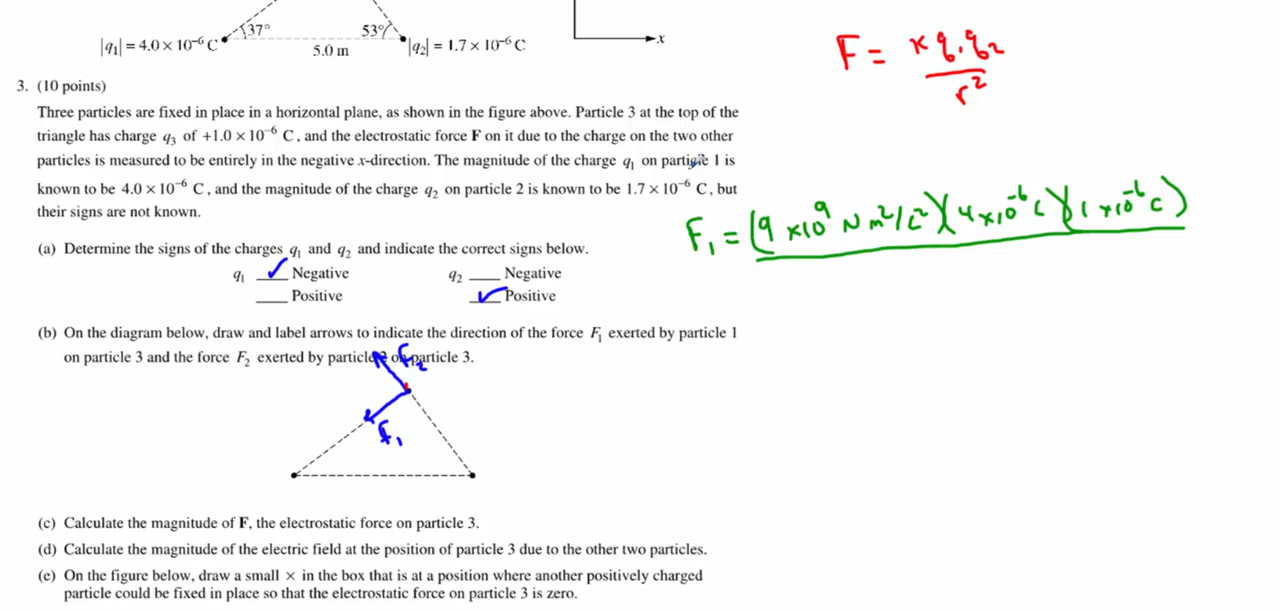 37°
53°
|q₁| = 4.0 × 10⁻⁶ C
5.0 m
|q₂| = 1.7 × 10⁻⁶ C
x
F = K q₁ q₂
r²
3. (10 points)
Three particles are fixed in place in a horizontal plane, as shown in the figure above. Particle 3 at the top of the
triangle has charge q₃ of +1.0 × 10⁻⁶ C, and the electrostatic force F on it due to the charge on the two other
particles is measured to be entirely in the negative x-direction. The magnitude of the charge q₁ on particle 1 is
known to be 4.0 × 10⁻⁶ C, and the magnitude of the charge q₂ on particle 2 is known to be 1.7 × 10⁻⁶ C, but
their signs are not known.
F₁ = (9 × 10⁹ N m²/C²)(4 × 10⁻⁶ C)(1 × 10⁻⁶ C)
(a) Determine the signs of the charges q₁ and q₂ and indicate the correct signs below.
q₁ ✓ Negative q₂ ___ Negative
___ Positive ✓ Positive
(b) On the diagram below, draw and label arrows to indicate the direction of the force F₁ exerted by particle 1
on particle 3 and the force F₂ exerted by particle 2 on particle 3.
F₂
F₁
(c) Calculate the magnitude of F, the electrostatic force on particle 3.
(d) Calculate the magnitude of the electric field at the position of particle 3 due to the other two particles.
(e) On the figure below, draw a small × in the box that is at a position where another positively charged
particle could be fixed in place so that the electrostatic force on particle 3 is zero.